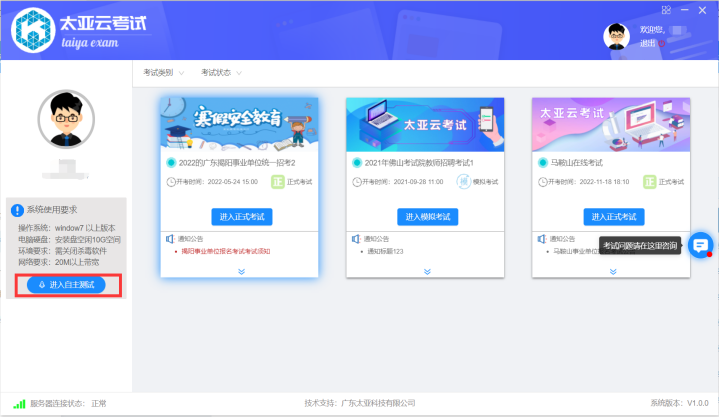 太亚云考试
taiya exam
欢迎您,
退出
考试类别
考试状态
寒假安全教育
2022的广东揭阳事业单位统一招考2
开考时间：2022-05-24 15:00
正
正式考试
进入正式考试
通知公告
揭阳事业单位报名考试考试须知
太亚云考试
2021年佛山考试院教师招聘考试1
开考时间：2021-09-28 11:00
模
模拟考试
进入模拟考试
通知公告
通知标题123
太亚云考试
马鞍山在线考试
开考时间：2022-11-18 18:10
正
正式考试
进入正式考试
通知公告
马鞍山事业单位
考试问题请在这里咨询
系统使用要求
操作系统：window7 以上版本
电脑硬盘：安装盘空闲10G空间
环境要求：需关闭杀毒软件
网络要求：20M以上带宽
进入自主测试
服务器连接状态： 正常
技术支持：广东太亚科技有限公司
系统版本：V1.0.0